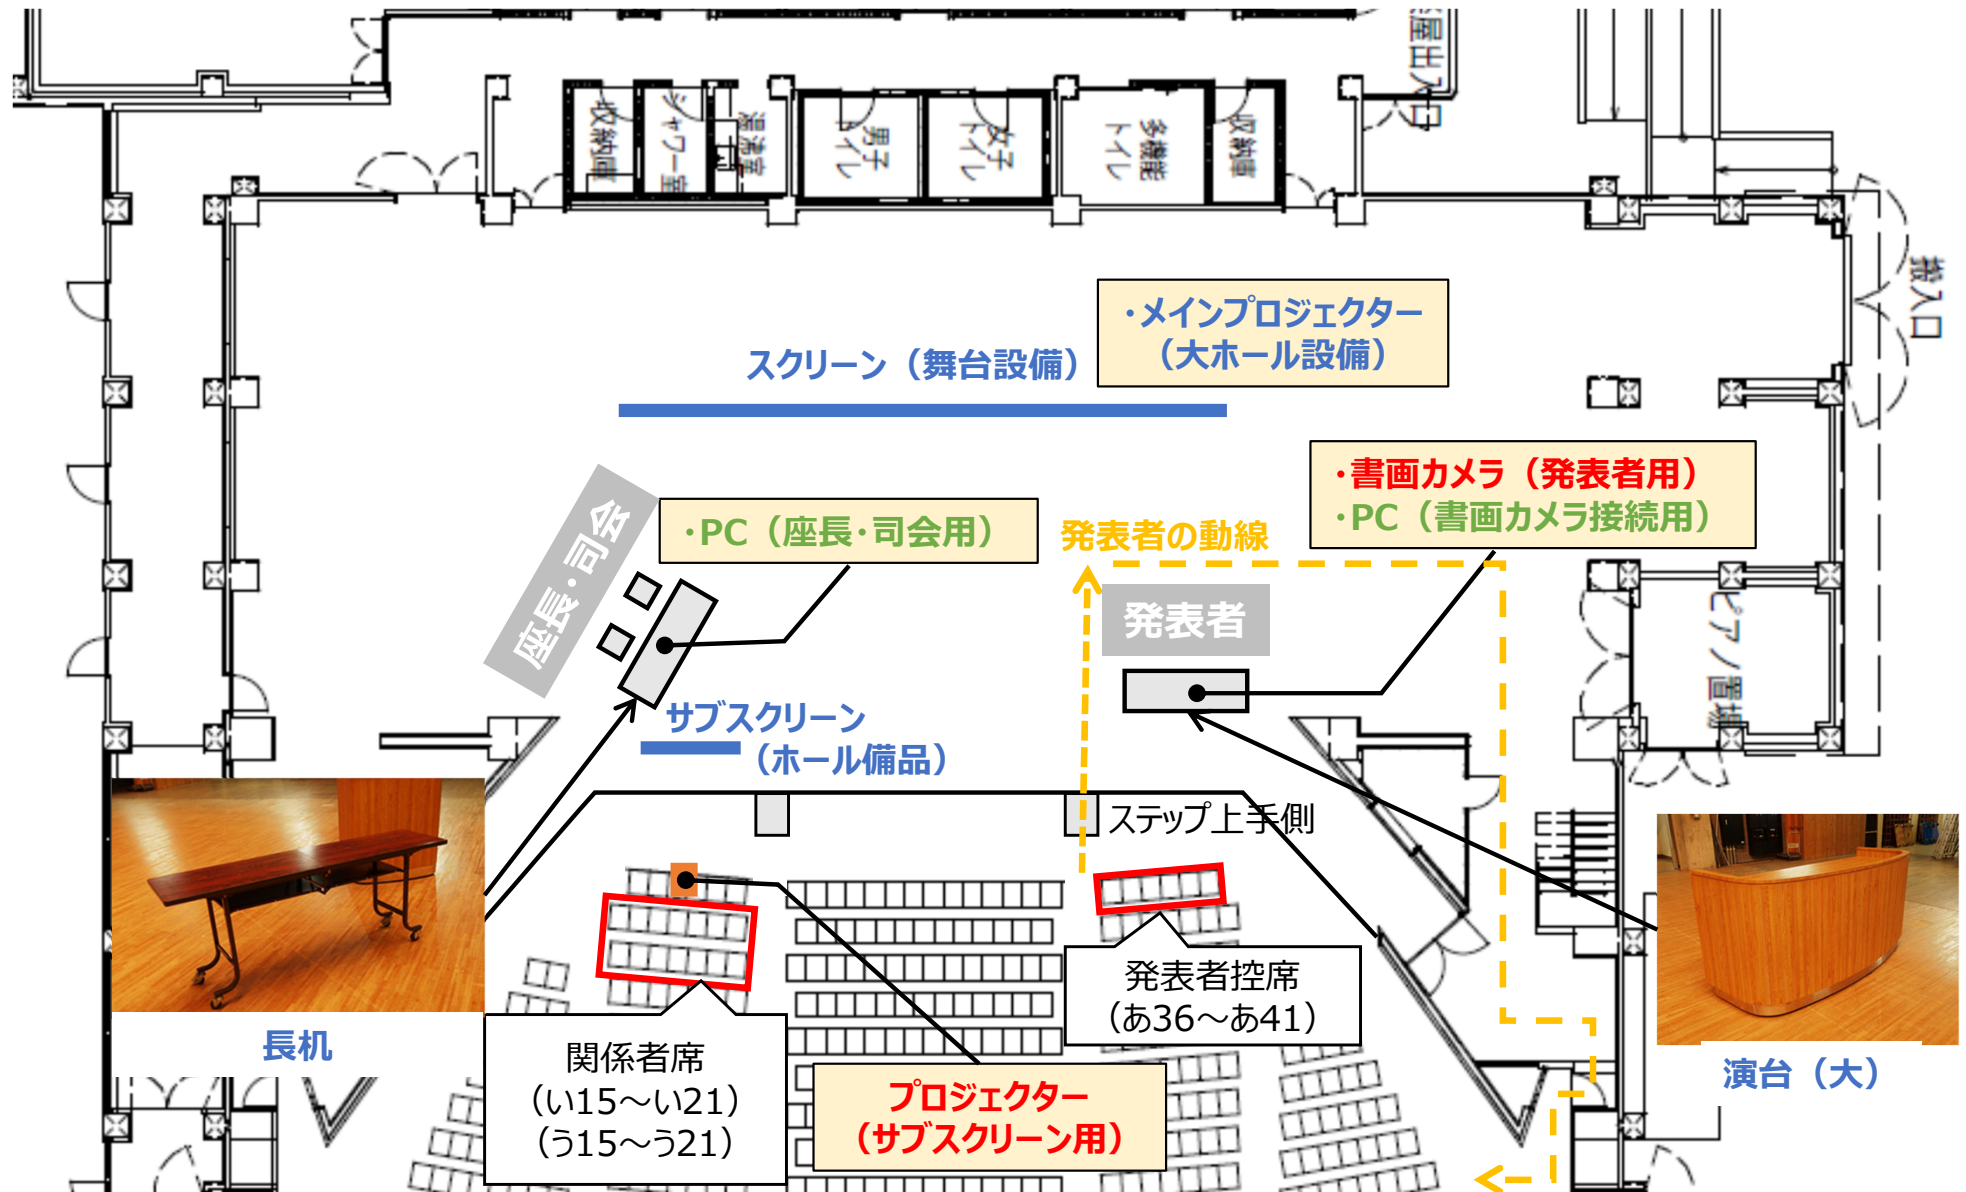 楽屋出入口
収納庫
シャワー室
湯沸室
男子
トイレ
女子
トイレ
多機能
トイレ
収納庫
搬入口
・メインプロジェクター
（大ホール設備）
スクリーン（舞台設備）
・書画カメラ（発表者用）
・PC（書画カメラ接続用）
座長・司会
・PC（座長・司会用）
発表者の動線
発表者
ピアノ置場
サブスクリーン
（ホール備品）
ステップ上手側
長机
発表者控席
（あ36～あ41）
関係者席
（い15～い21）
（う15～う21）
プロジェクター
（サブスクリーン用）
演台（大）